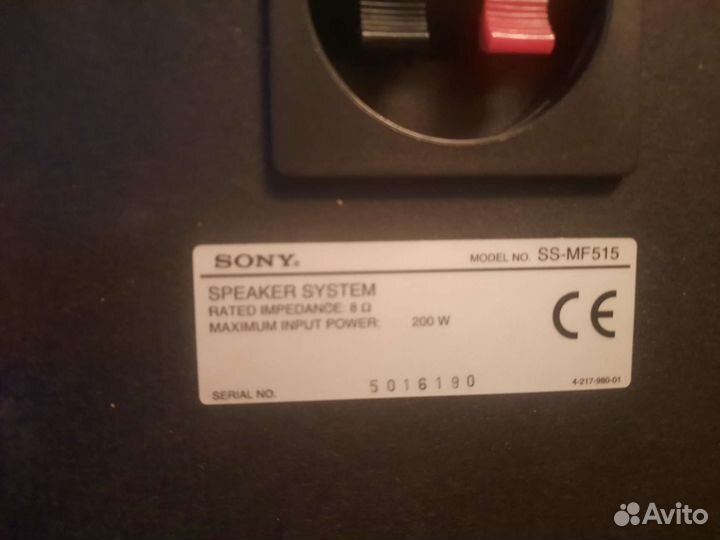 SONY. MODEL NO. SS-MF515
SPEAKER SYSTEM
RATED IMPEDANCE: 8 Ω
MAXIMUM INPUT POWER: 200 W
CE
SERIAL NO. 5016190 4-217-980-01
Avito